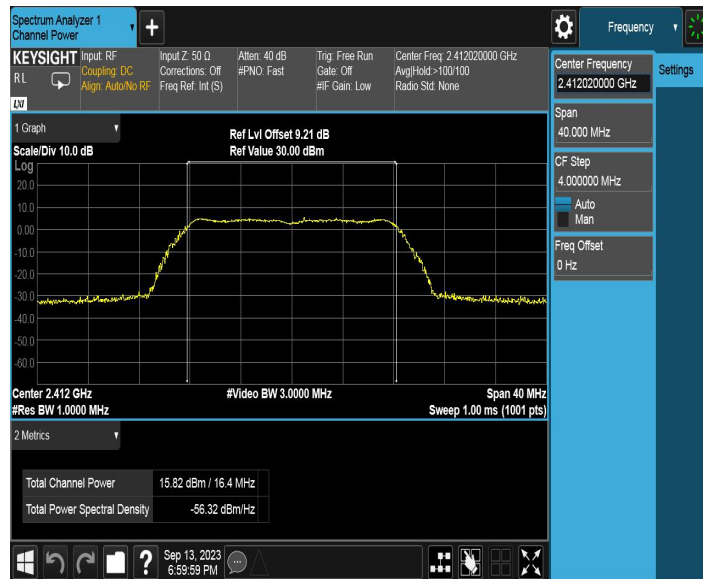 Spectrum Analyzer 1
Channel Power
+
Frequency
KEYSIGHT
RL
LXI
Input: RF
Coupling: DC
Align: Auto/No RF
Input Z: 50 Ω
Corrections: Off
Freq Ref: Int (S)
Atten: 40 dB
#PNO: Fast
Trig: Free Run
Gate: Off
#IF Gain: Low
Center Freq: 2.412020000 GHz
Avg|Hold:>100/100
Radio Std: None
Center Frequency
2.412020000 GHz
Settings
Span
40.000 MHz
CF Step
4.000000 MHz
Auto
Man
Freq Offset
0 Hz
1 Graph
Scale/Div 10.0 dB
Ref Lvl Offset 9.21 dB
Ref Value 30.00 dBm
Log
20.0
10.0
0.00
-10.0
-20.0
-30.0
-40.0
-50.0
-60.0
Center 2.412 GHz
#Video BW 3.0000 MHz
Span 40 MHz
#Res BW 1.0000 MHz
Sweep 1.00 ms (1001 pts)
2 Metrics
Total Channel Power 15.82 dBm / 16.4 MHz
Total Power Spectral Density -56.32 dBm/Hz
?
Sep 13, 2023
6:59:59 PM